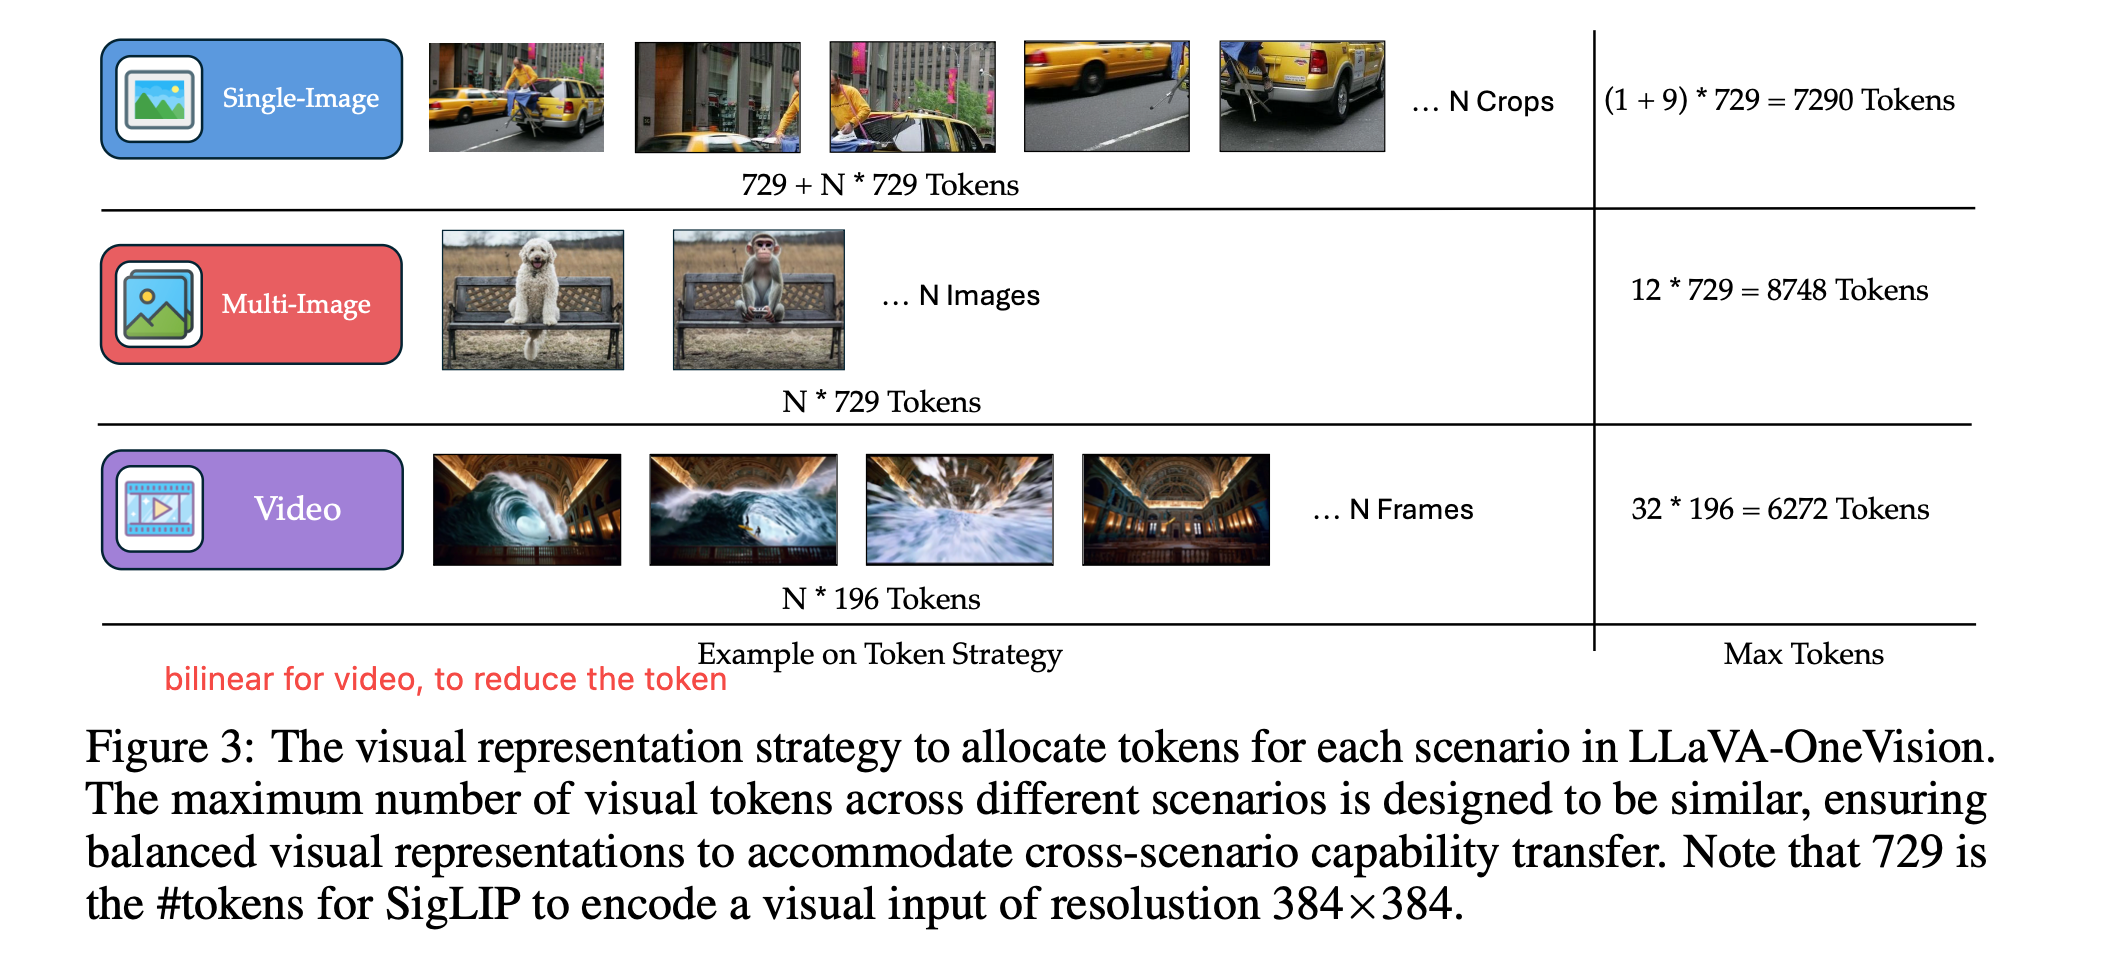 Single-Image
... N Crops
(1 + 9) * 729 = 7290 Tokens
729 + N * 729 Tokens
Multi-Image
... N Images
12 * 729 = 8748 Tokens
N * 729 Tokens
Video
... N Frames
32 * 196 = 6272 Tokens
N * 196 Tokens
Example on Token Strategy
Max Tokens
bilinear for video, to reduce the token
Figure 3: The visual representation strategy to allocate tokens for each scenario in LLaVA-OneVision.
The maximum number of visual tokens across different scenarios is designed to be similar, ensuring
balanced visual representations to accommodate cross-scenario capability transfer. Note that 729 is
the #tokens for SigLIP to encode a visual input of resolustion 384×384.